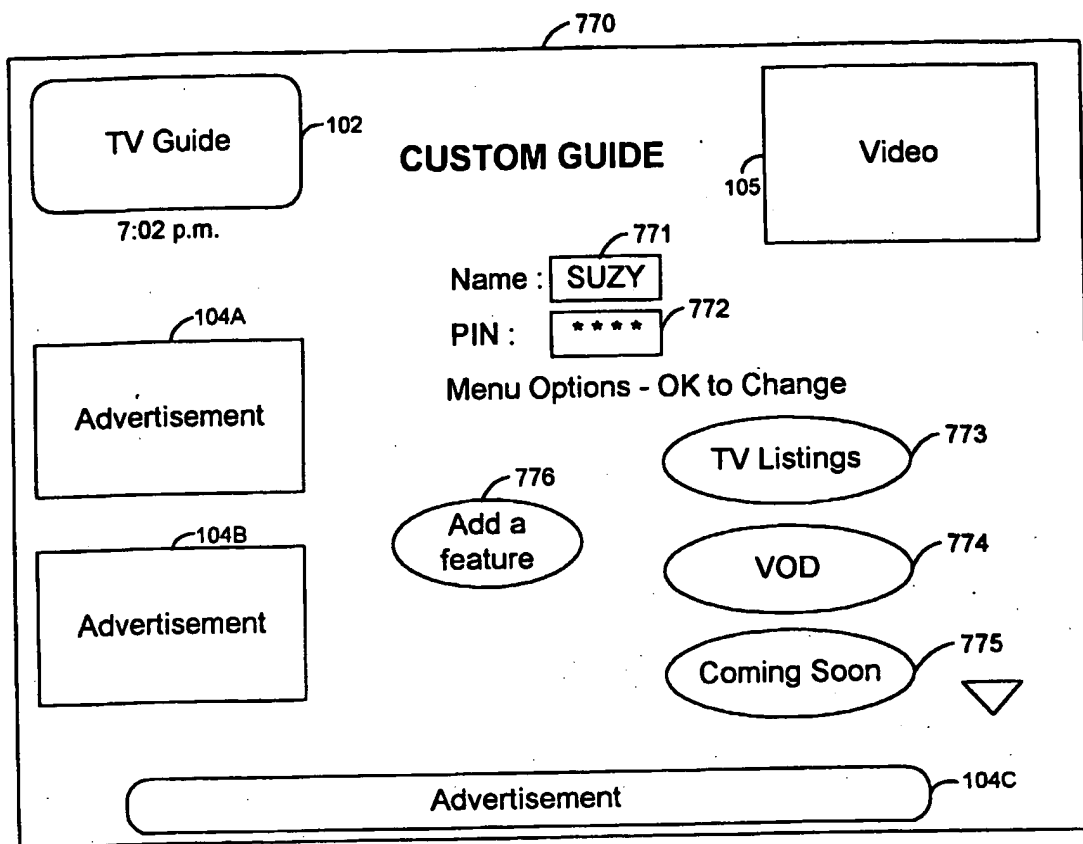 770
TV Guide
102
CUSTOM GUIDE
Video
105
7:02 p.m.
771
Name : SUZY
772
PIN : * * * *
Menu Options - OK to Change
104A
Advertisement
773
TV Listings
776
Add a
feature
104B
Advertisement
774
VOD
775
Coming Soon
Advertisement
104C